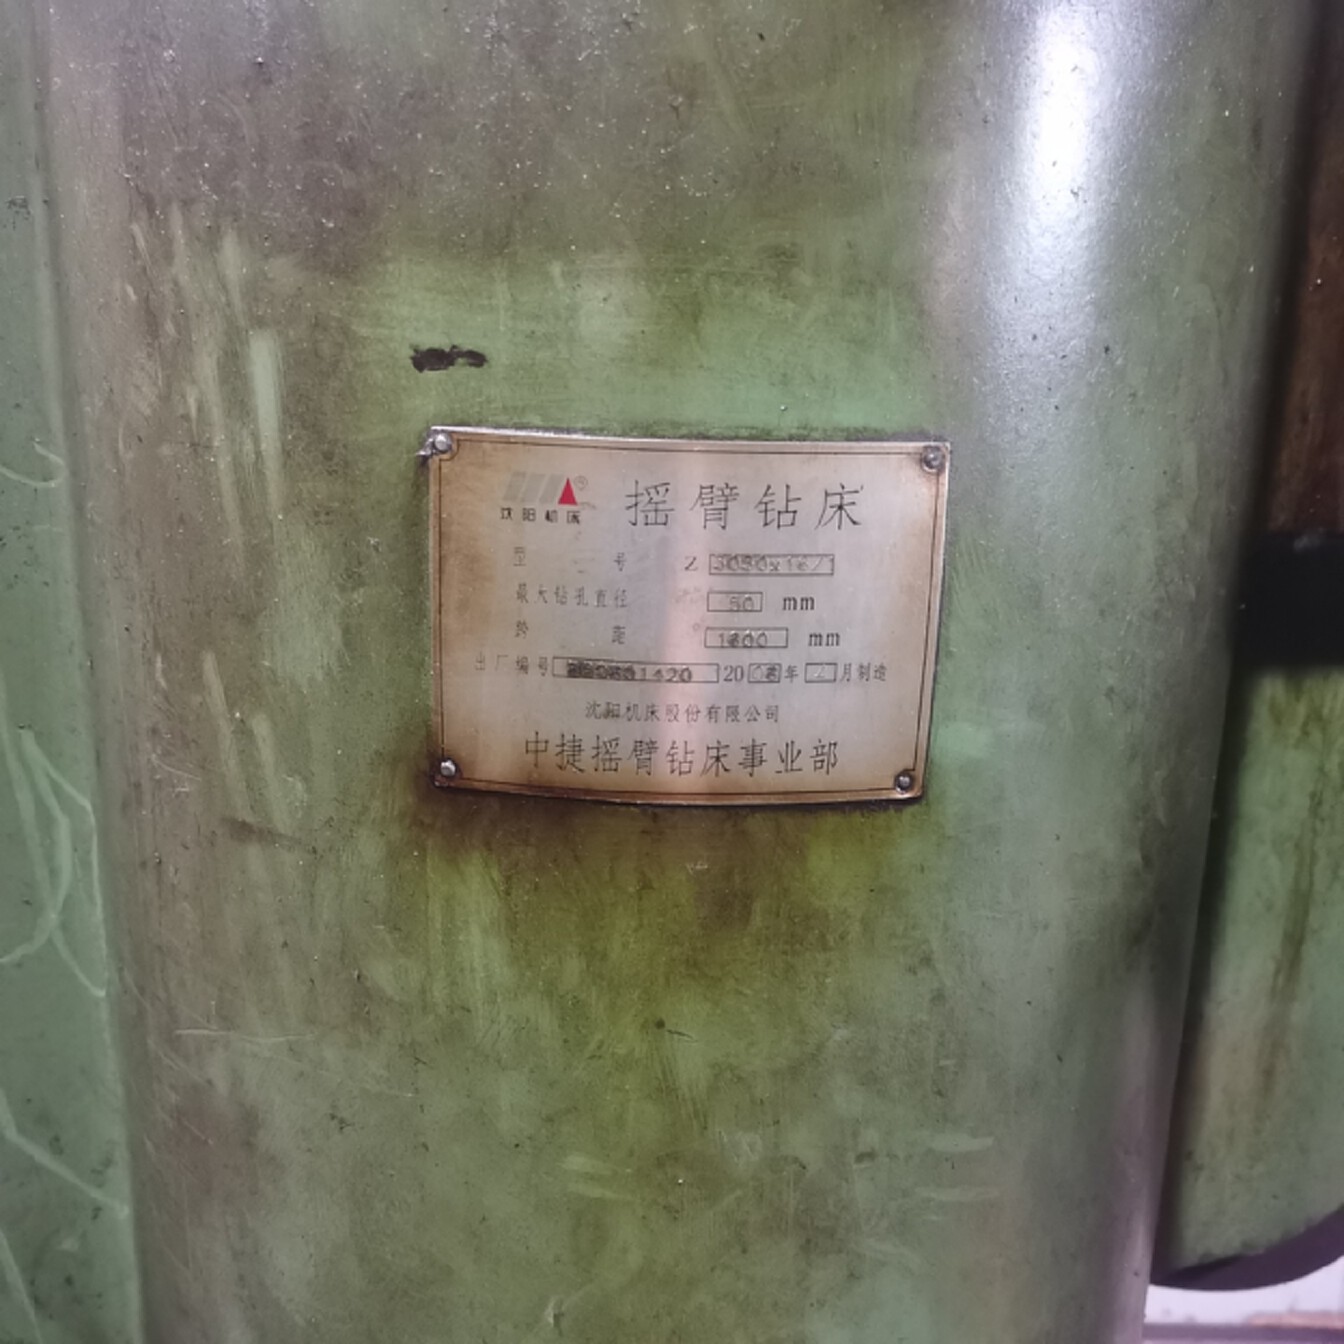 沈阳机床 ®
摇臂钻床
型号 Z 3050x16/1
最大钻孔直径 50 mm
跨距 1600 mm
出厂编号 20 年 月制造
沈阳机床股份有限公司
中捷摇臂钻床事业部